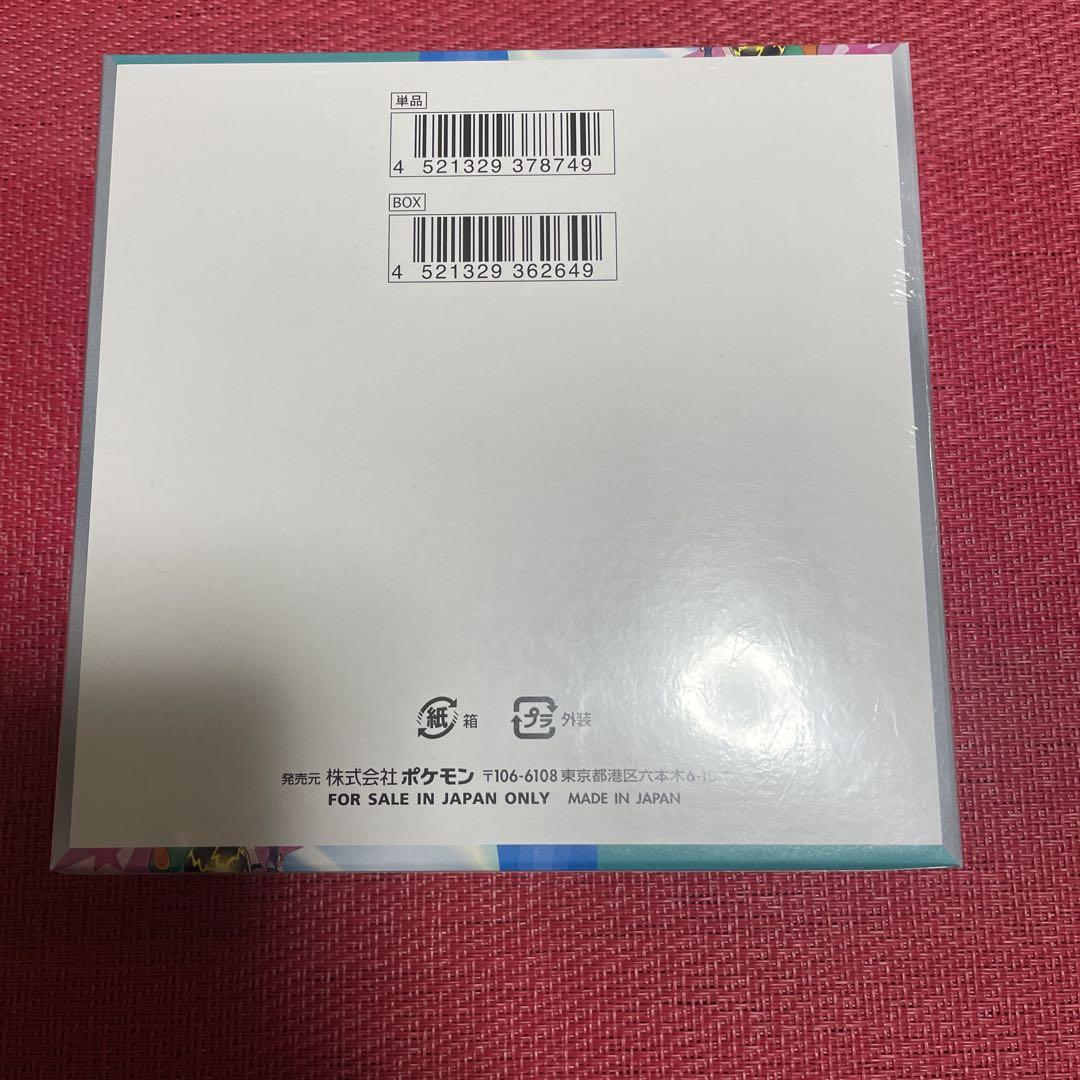 単品
4 521329 378749
BOX
4 521329 362649
紙 箱 プラ 外装
発売元 株式会社 ポケモン 〒106-6108 東京都港区六本木
FOR SALE IN JAPAN ONLY MADE IN JAPAN